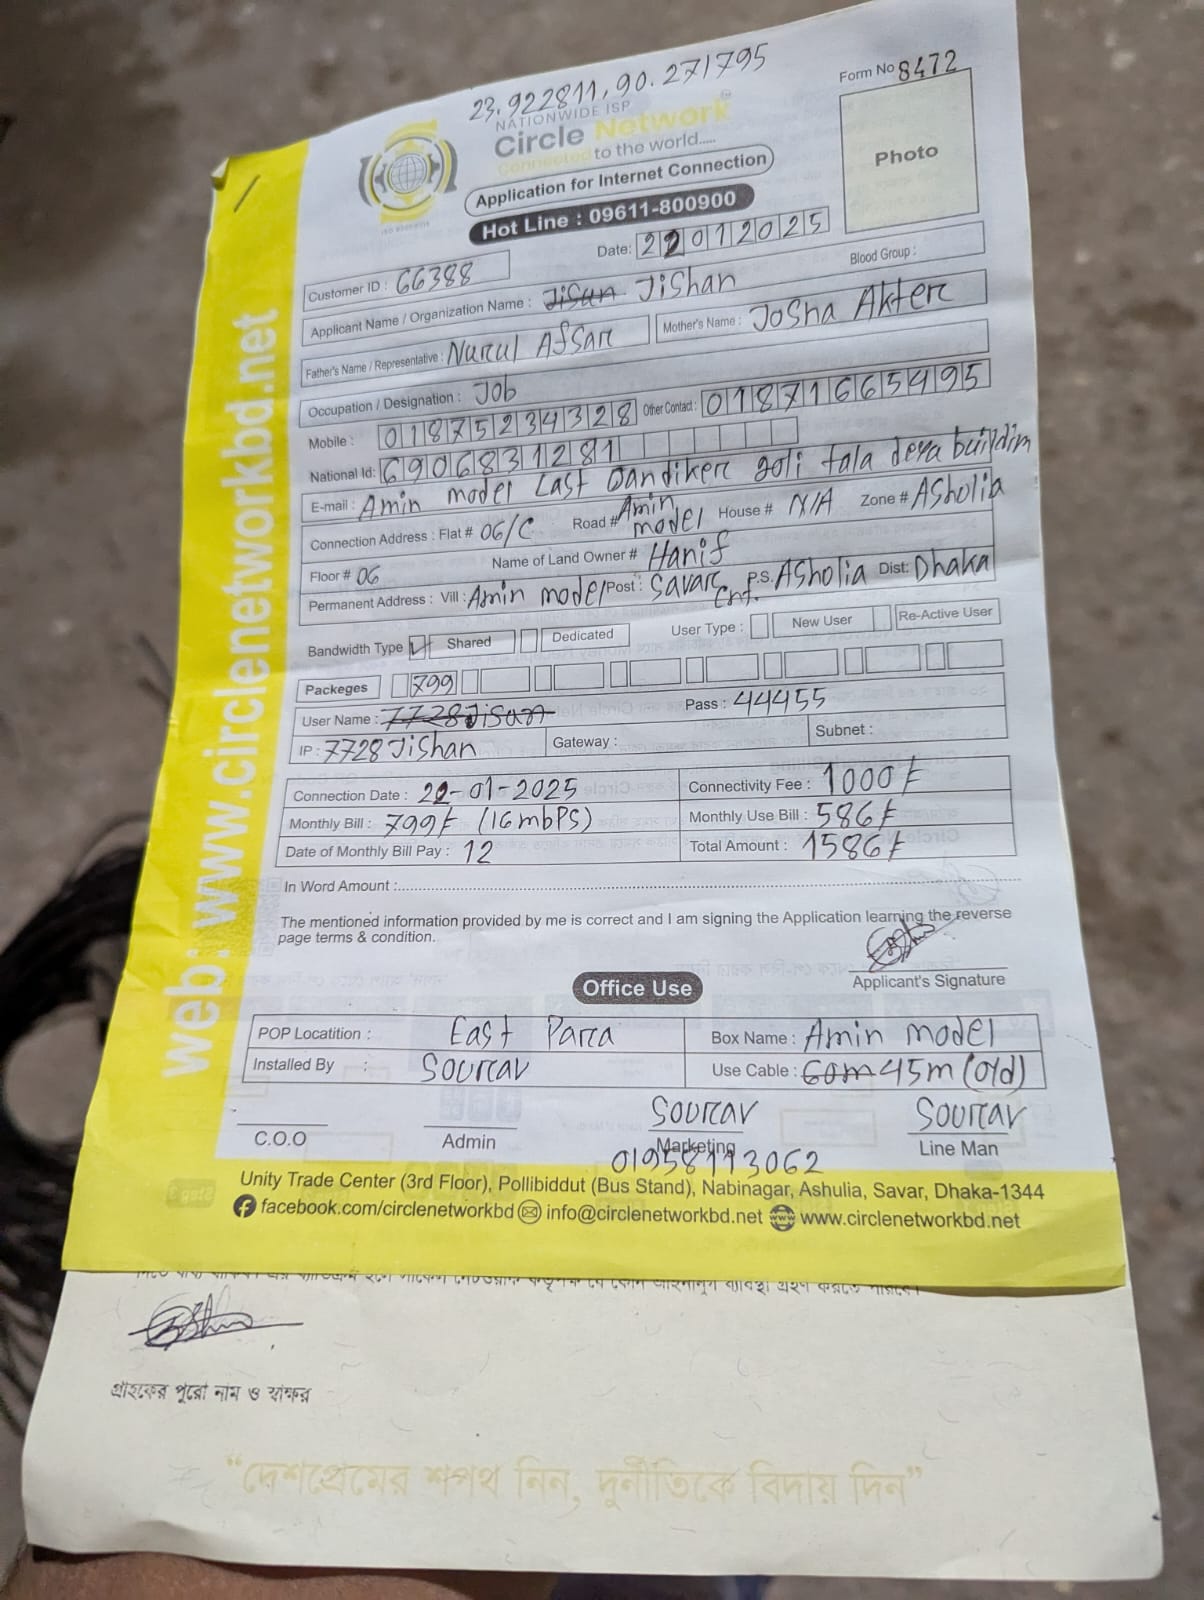 23.922811, 90.271795
Form No 8472
NATIONWIDE ISP
Circle Network
Connected to the world.....
Photo
Application for Internet Connection
Hot Line : 09611-800900
Date: 22012025
Customer ID : 66388
Blood Group :
Applicant Name / Organization Name : Jisan Jishan
Father's Name / Representative : Nurul Afsar Mother's Name : Josna Akter
Occupation / Designation : Job
Mobile : 01875234328 Other Contact : 01871665495
National Id: 6906831281
E-mail : Amin model Last Dandiker goli tala deya buildim
Connection Address : Flat # 06/C Road # Amin model House # N/A Zone # Asholia
Floor # 06 Name of Land Owner # Hanif
Permanent Address : Vill : Amin model Post : Savar Cnt. P.S. Asholia Dist: Dhaka
Bandwidth Type Shared Dedicated User Type : New User Re-Active User
Packeges 799
User Name : 7728Jisan Pass : 44455
IP : 7728Jishan Gateway : Subnet :
Connection Date : 22-01-2025 Connectivity Fee : 1000৳
Monthly Bill : 799৳ (16mbps) Monthly Use Bill : 586৳
Date of Monthly Bill Pay : 12 Total Amount : 1586৳
In Word Amount :
The mentioned information provided by me is correct and I am signing the Application learning the reverse
page terms & condition.
Applicant's Signature
Office Use
POP Locatition : East Para Box Name : Amin model
Installed By : Sourav Use Cable : 60m 45m (old)
Sourav Sourav
C.O.O Admin Marketing Line Man
01958113062
Unity Trade Center (3rd Floor), Pollibiddut (Bus Stand), Nabinagar, Ashulia, Savar, Dhaka-1344
facebook.com/circlenetworkbd info@circlenetworkbd.net www.circlenetworkbd.net
web: www.circlenetworkbd.net
গ্রাহকের পুরো নাম ও স্বাক্ষর
“দেশপ্রেমের শপথ নিন, দুর্নীতিকে বিদায় দিন”